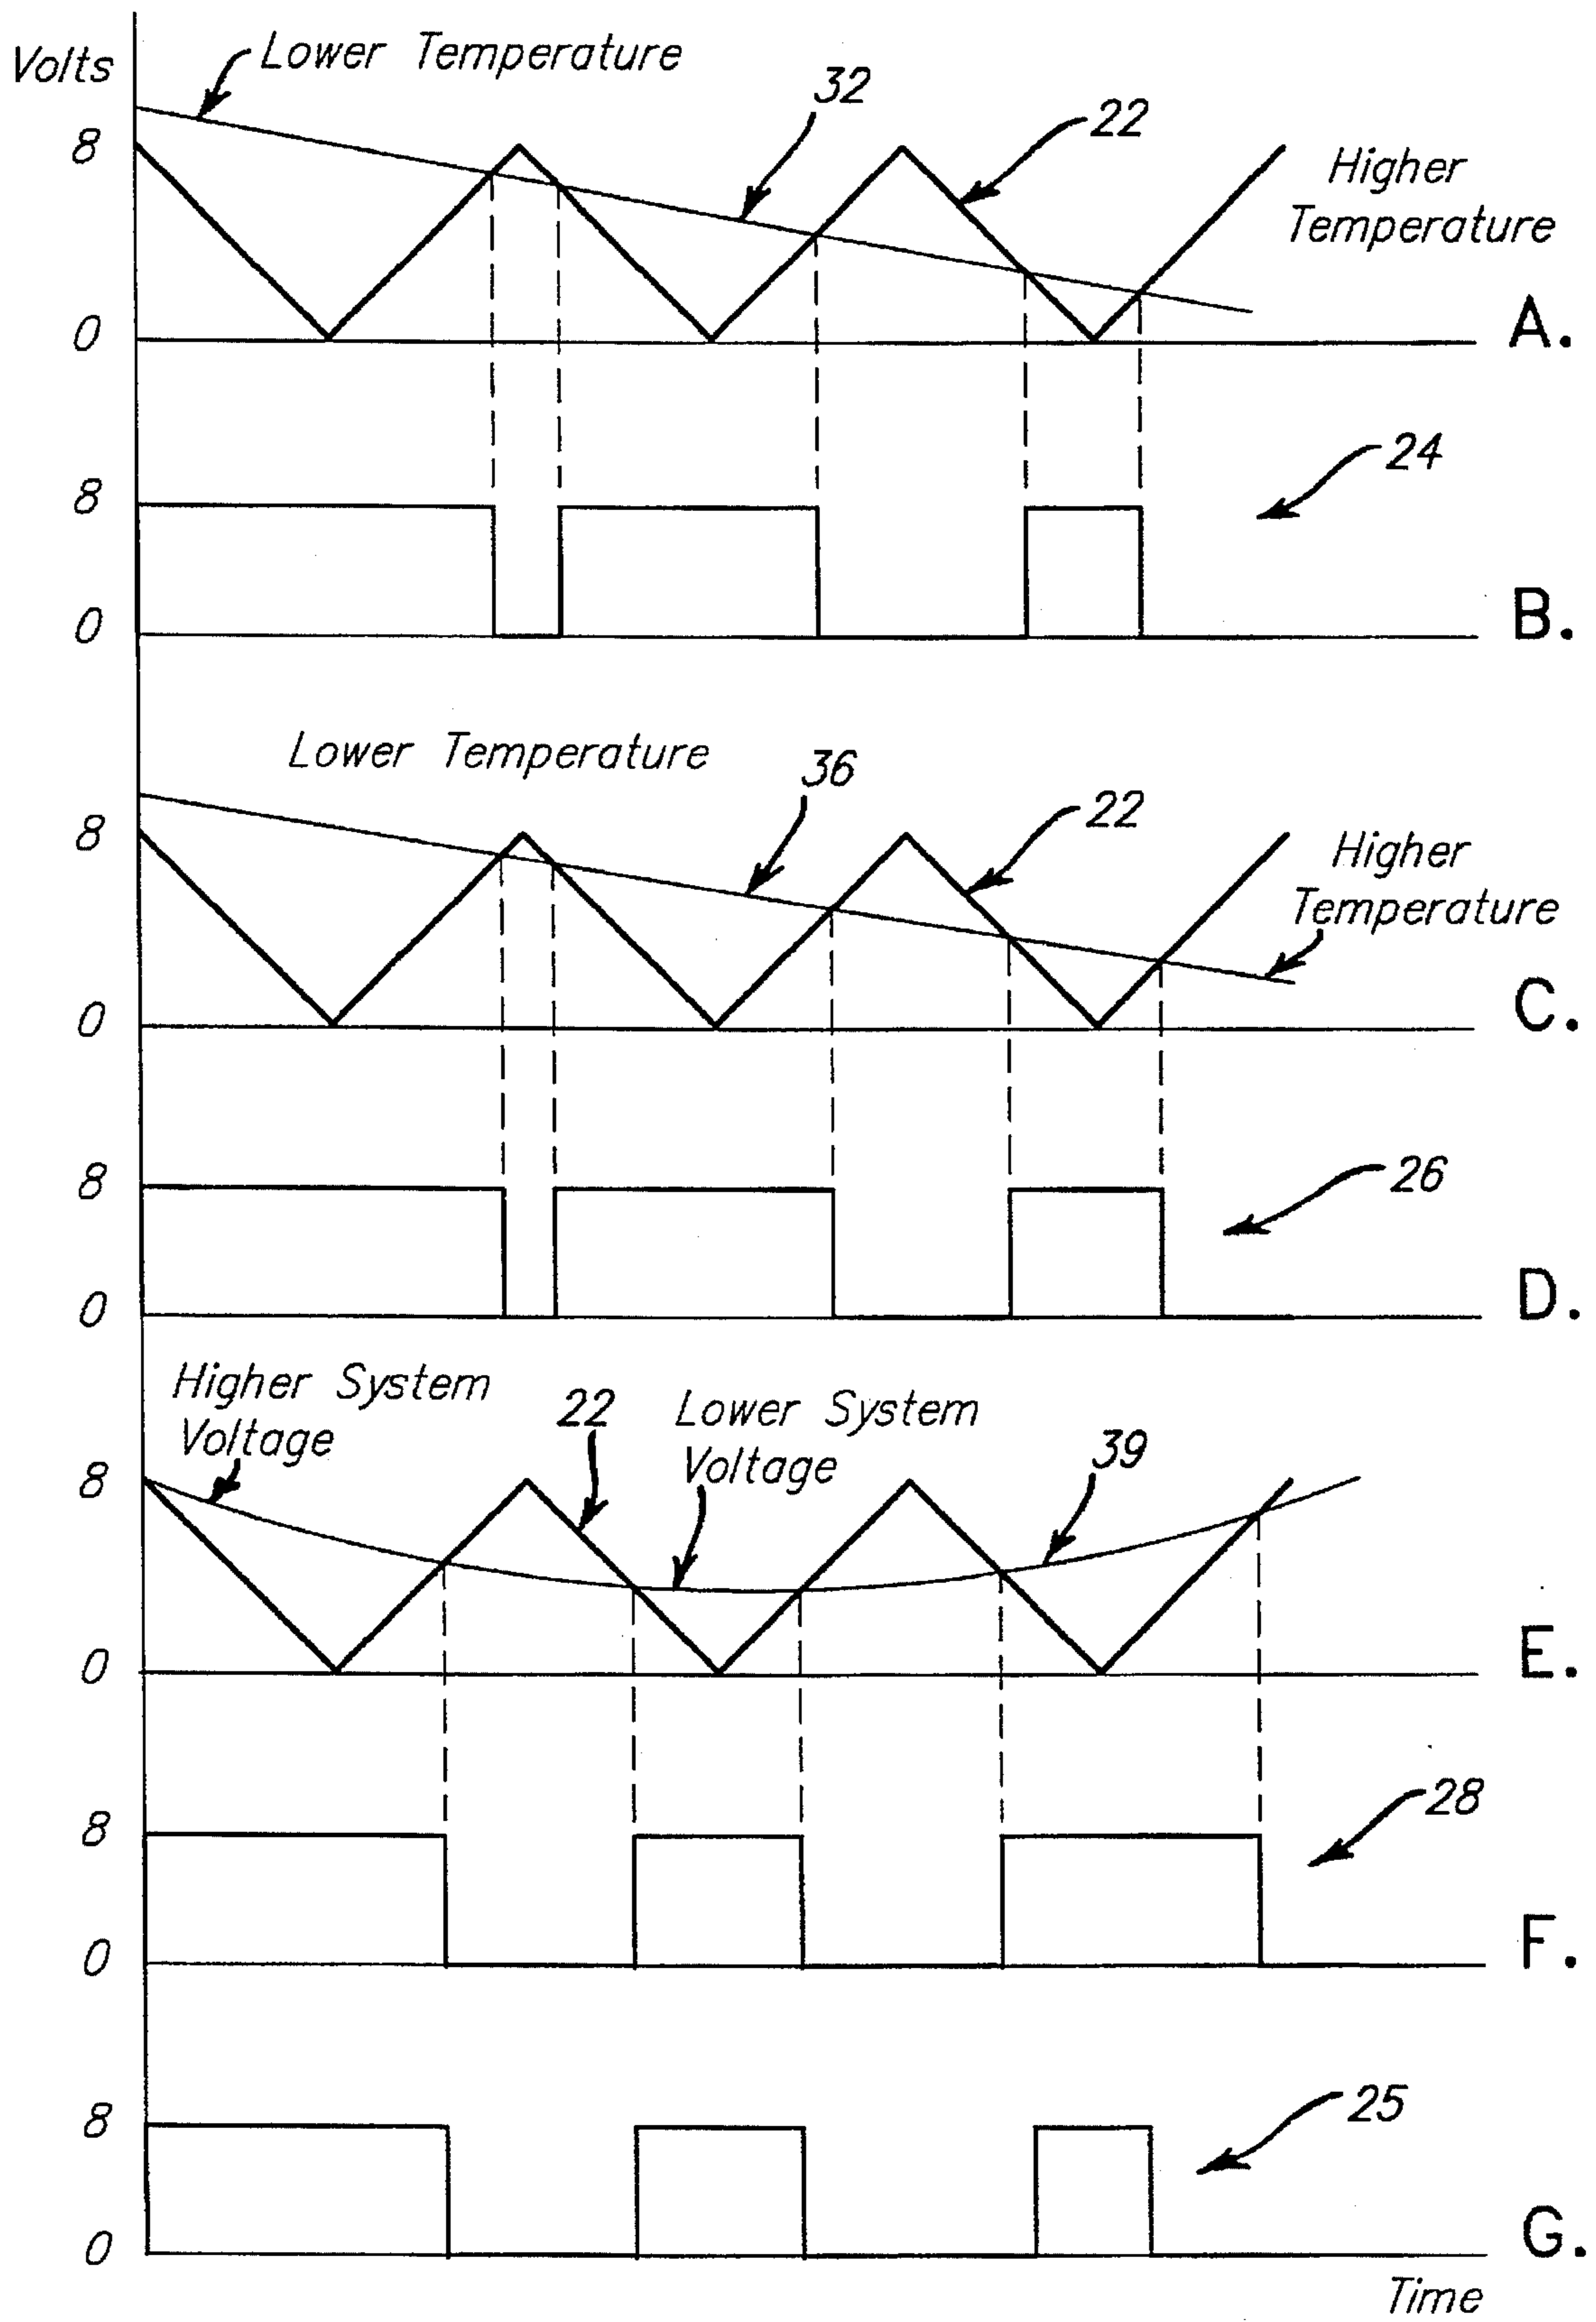 Volts
Lower Temperature
32
22
8
Higher
Temperature
0
A.
24
8
0
B.
Lower Temperature
36
22
8
Higher
Temperature
0
C.
26
8
0
D.
Higher System
Voltage
22
Lower System
Voltage
39
8
0
E.
28
8
0
F.
25
8
0
G.
Time